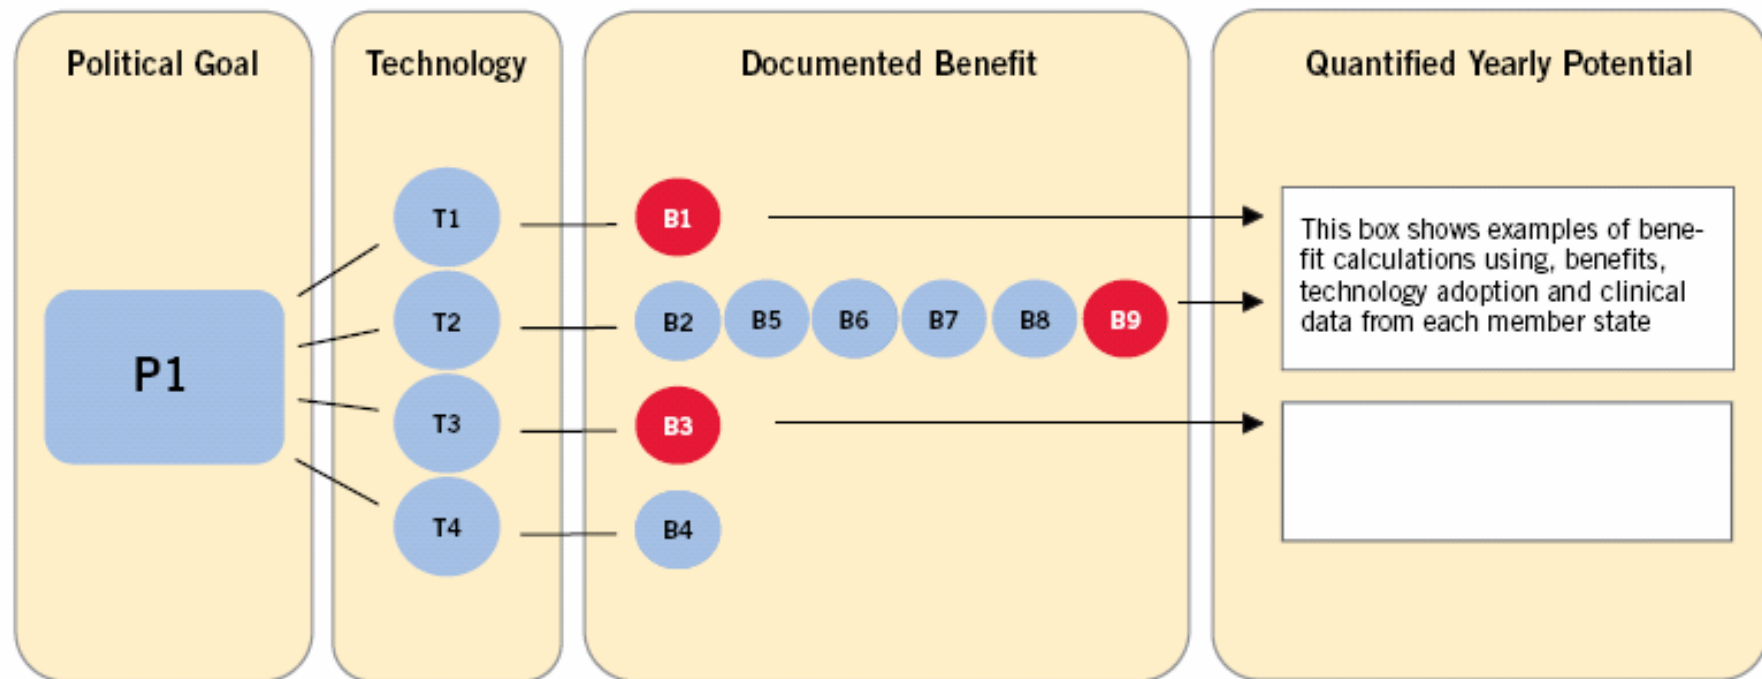 Political Goal
Technology
Documented Benefit
Quantified Yearly Potential
P1
T1
T2
T3
T4
B1
B2 B5 B6 B7 B8 B9
B3
B4
This box shows examples of bene-
fit calculations using, benefits,
technology adoption and clinical
data from each member state